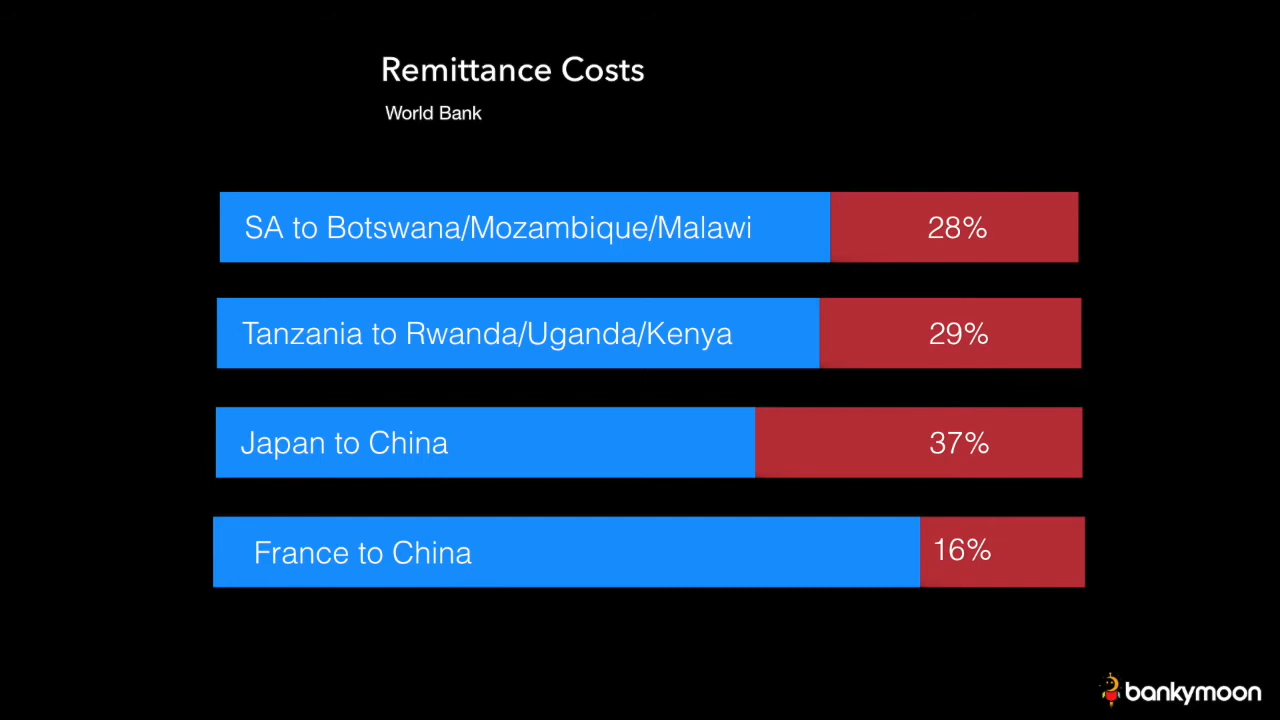 Remittance Costs
World Bank
SA to Botswana/Mozambique/Malawi 28%
Tanzania to Rwanda/Uganda/Kenya 29%
Japan to China 37%
France to China 16%
bankymoon